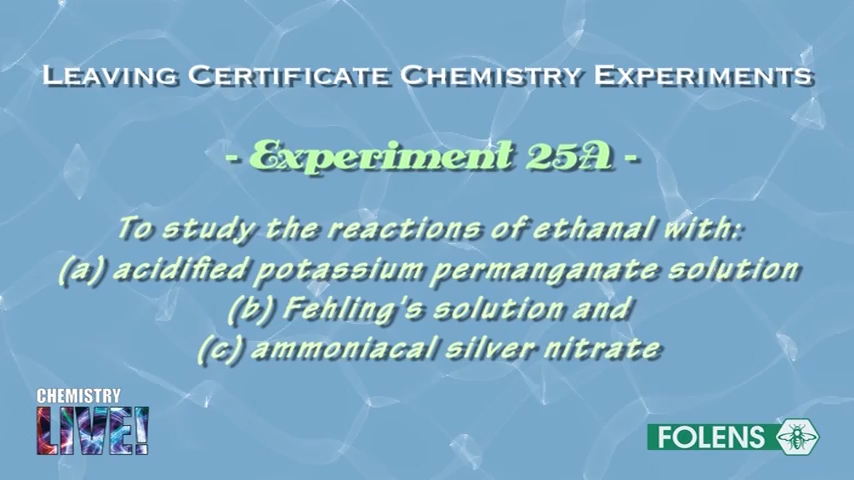 Leaving Certificate Chemistry Experiments
- Experiment 25A -
To study the reactions of ethanal with:
(a) acidified potassium permanganate solution
(b) Fehling's solution and
(c) ammoniacal silver nitrate
CHEMISTRY
LIVE!
FOLENS